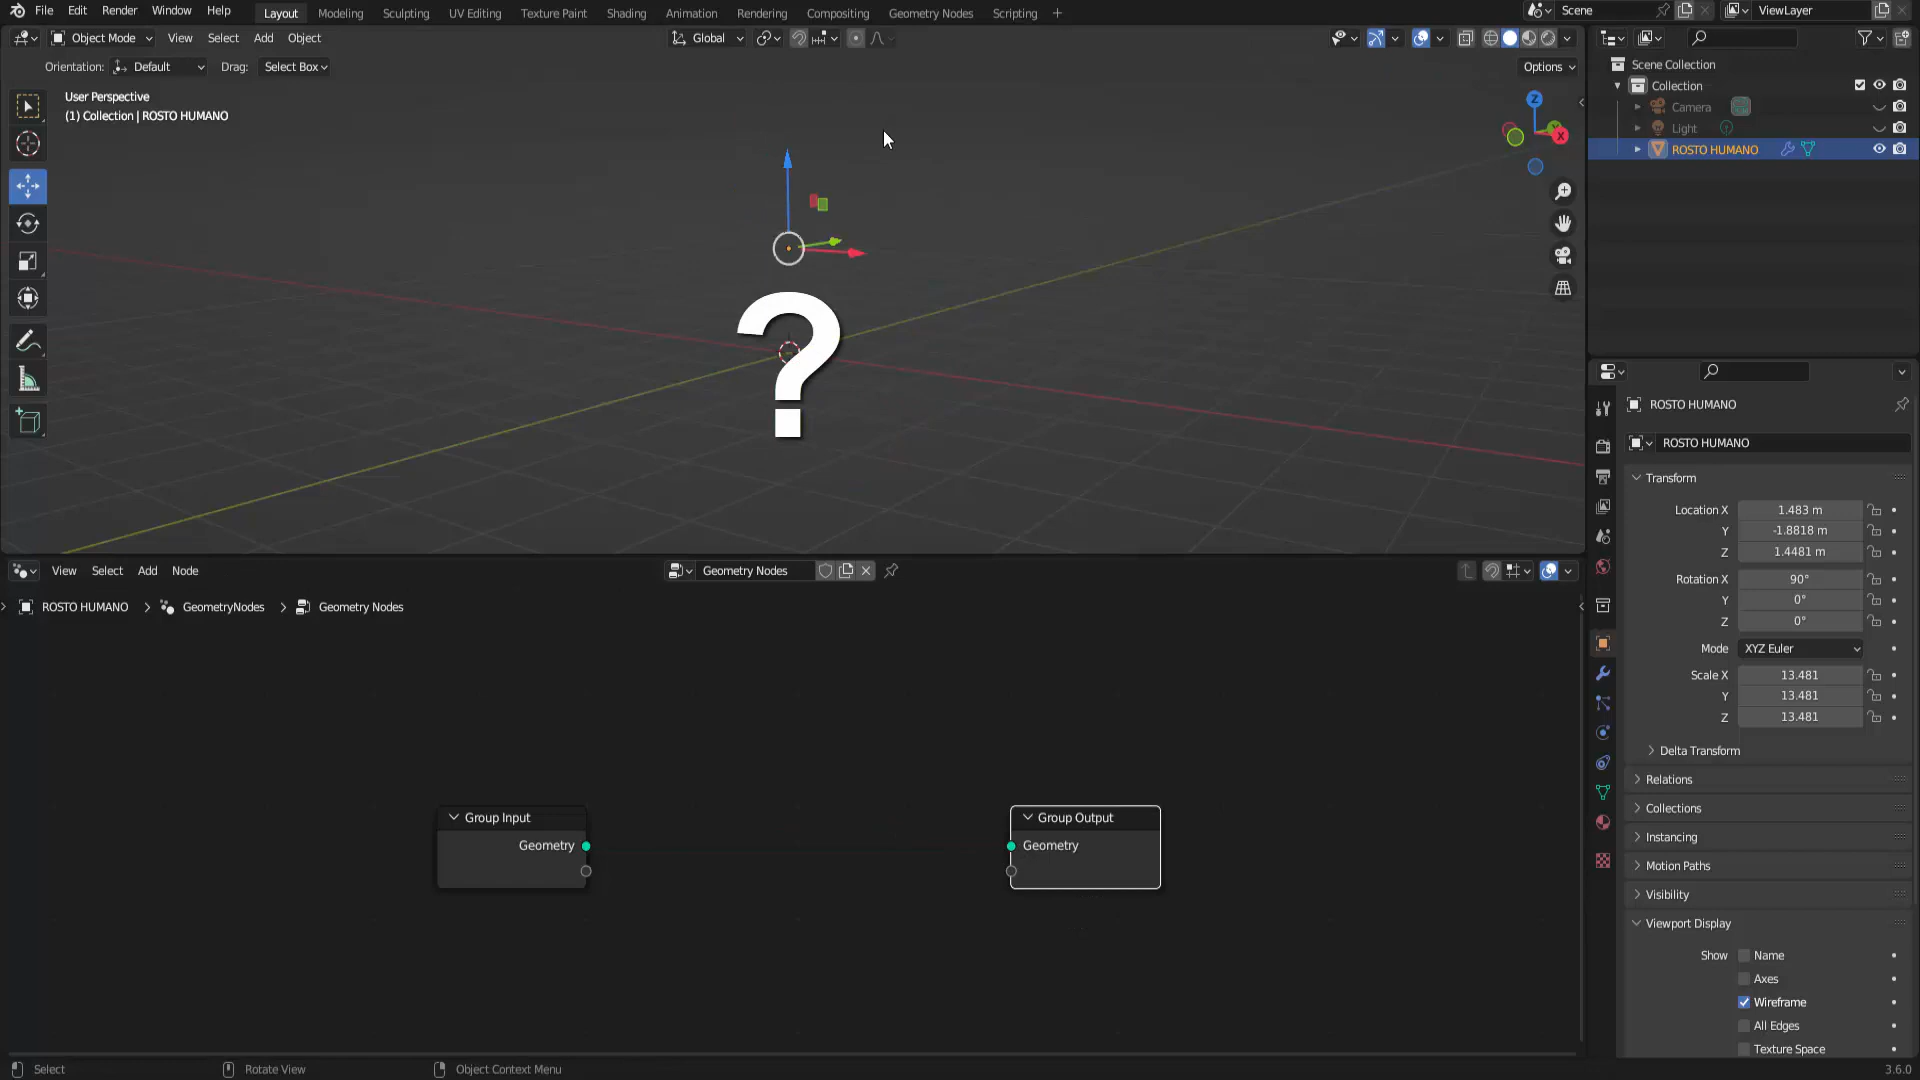 File Edit Render Window Help Layout Modeling Sculpting UV Editing Texture Paint Shading Animation Rendering Compositing Geometry Nodes Scripting + Scene ViewLayer
Object Mode View Select Add Object Global
Orientation: Default Drag: Select Box Options
User Perspective
(1) Collection | ROSTO HUMANO
Z
X
?
Scene Collection
Collection
Camera
Light
ROSTO HUMANO
ROSTO HUMANO
ROSTO HUMANO
Transform
Location X 1.483 m
Y -1.8818 m
Z 1.4481 m
Rotation X 90°
Y 0°
Z 0°
Mode XYZ Euler
Scale X 13.481
Y 13.481
Z 13.481
Delta Transform
Relations
Collections
Instancing
Motion Paths
Visibility
Viewport Display
Show Name
Axes
Wireframe
All Edges
Texture Space
View Select Add Node Geometry Nodes
ROSTO HUMANO > GeometryNodes > Geometry Nodes
Group Input
Geometry
Group Output
Geometry
Select Rotate View Object Context Menu 3.6.0